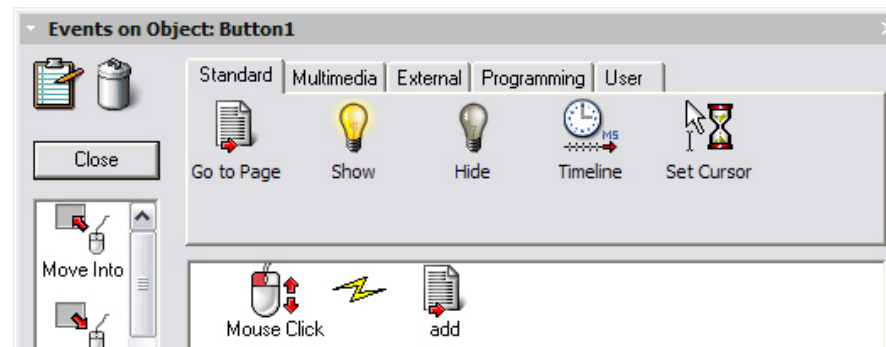 Events on Object: Button1
Standard Multimedia External Programming User
Close
Go to Page Show Hide Timeline Set Cursor
MS
Move Into
Mouse Click add